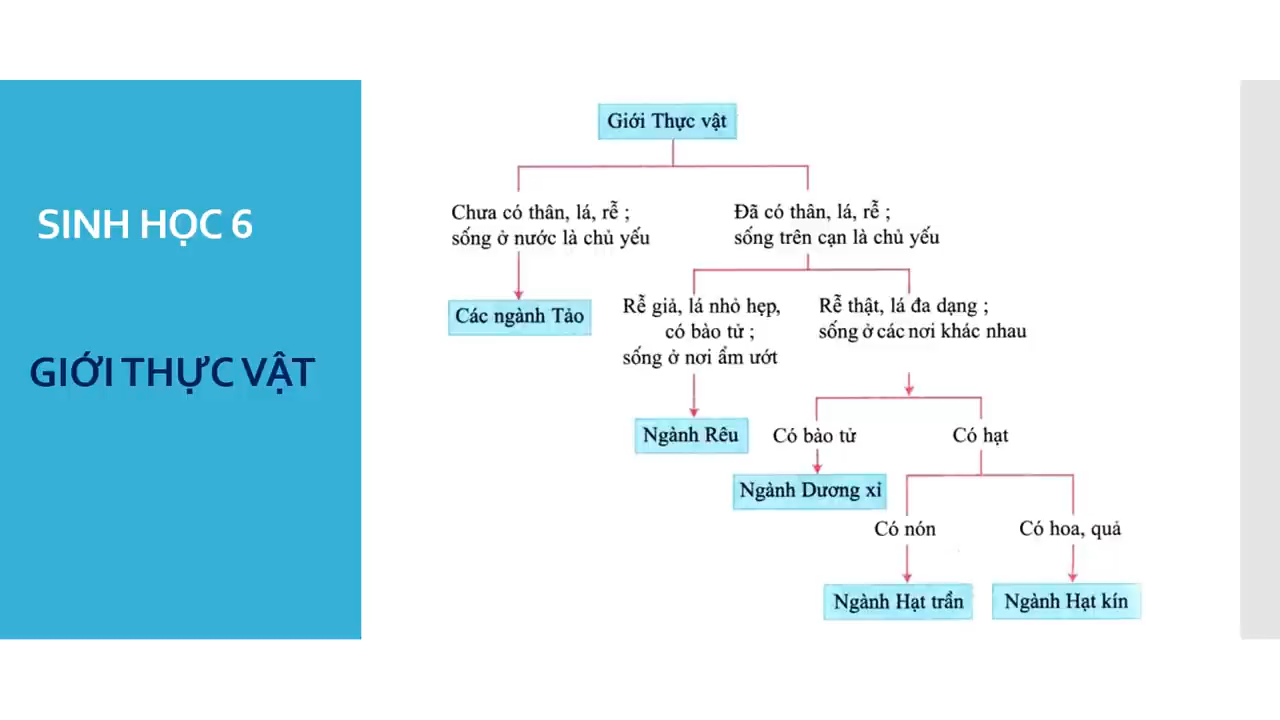 SINH HỌC 6
GIỚI THỰC VẬT
Giới Thực vật
Chưa có thân, lá, rễ ;
sống ở nước là chủ yếu
Đã có thân, lá, rễ ;
sống trên cạn là chủ yếu
Các ngành Tảo
Rễ giả, lá nhỏ hẹp,
có bào tử ;
sống ở nơi ẩm ướt
Rễ thật, lá đa dạng ;
sống ở các nơi khác nhau
Ngành Rêu
Có bào tử
Có hạt
Ngành Dương xỉ
Có nón
Có hoa, quả
Ngành Hạt trần
Ngành Hạt kín